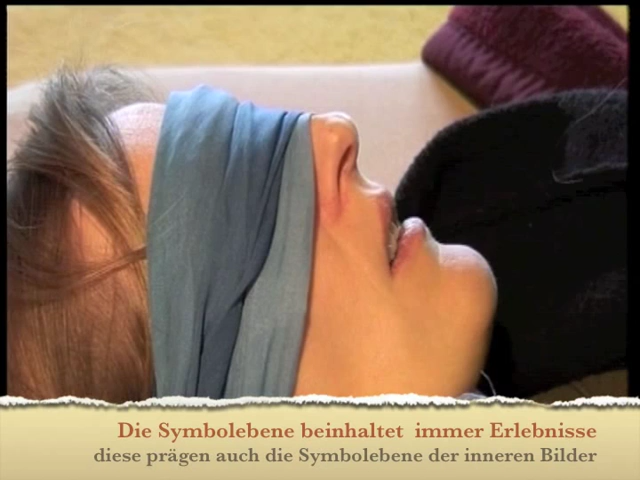 Die Symbolebene beinhaltet immer Erlebnisse
diese prägen auch die Symbolebene der inneren Bilder